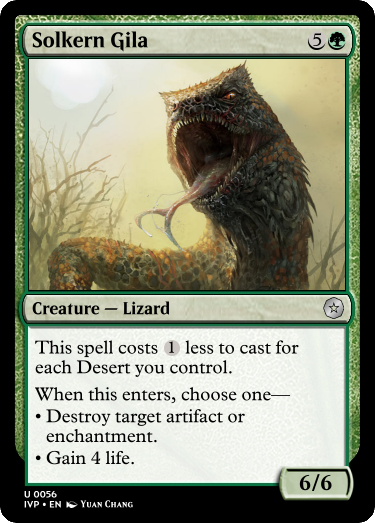 Solkern Gila 5
Creature — Lizard
This spell costs 1 less to cast for
each Desert you control.
When this enters, choose one—
• Destroy target artifact or
enchantment.
• Gain 4 life.
6/6
U 0056
IVP • EN Yuan Chang